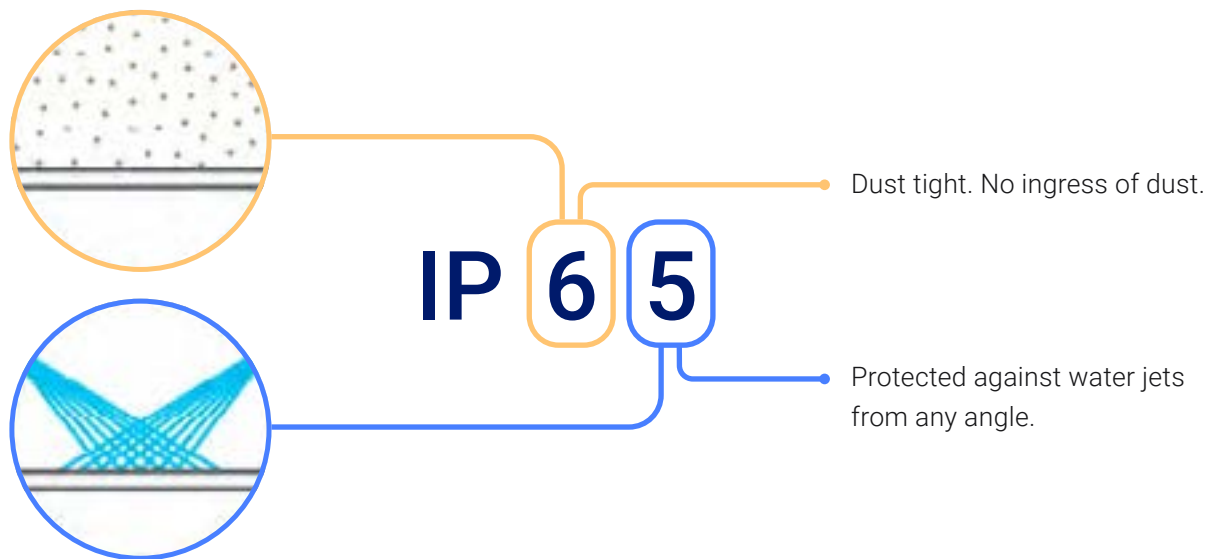 Dust tight. No ingress of dust.
IP 6 5
Protected against water jets
from any angle.